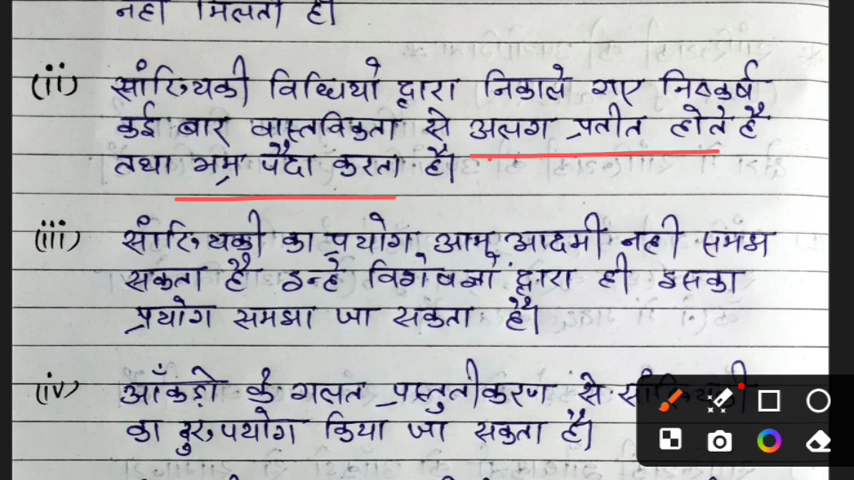 नही मिलती है।
(ii) सांख्यिकी विधियों द्वारा निकाले गए निष्कर्ष
कई बार वास्तविकता से अलग प्रतीत होते है
तथा भ्रम पैदा करता है।
(iii) सांख्यिकी का प्रयोग आम आदमी नही समझ
सकता है इन्हे विशेषज्ञों द्वारा ही इसका
प्रयोग समझा जा सकता है।
(iv) आँकड़ो के गलत प्रस्तुतीकरण से सांख्यिकी
का दुरुपयोग किया जा सकता है।